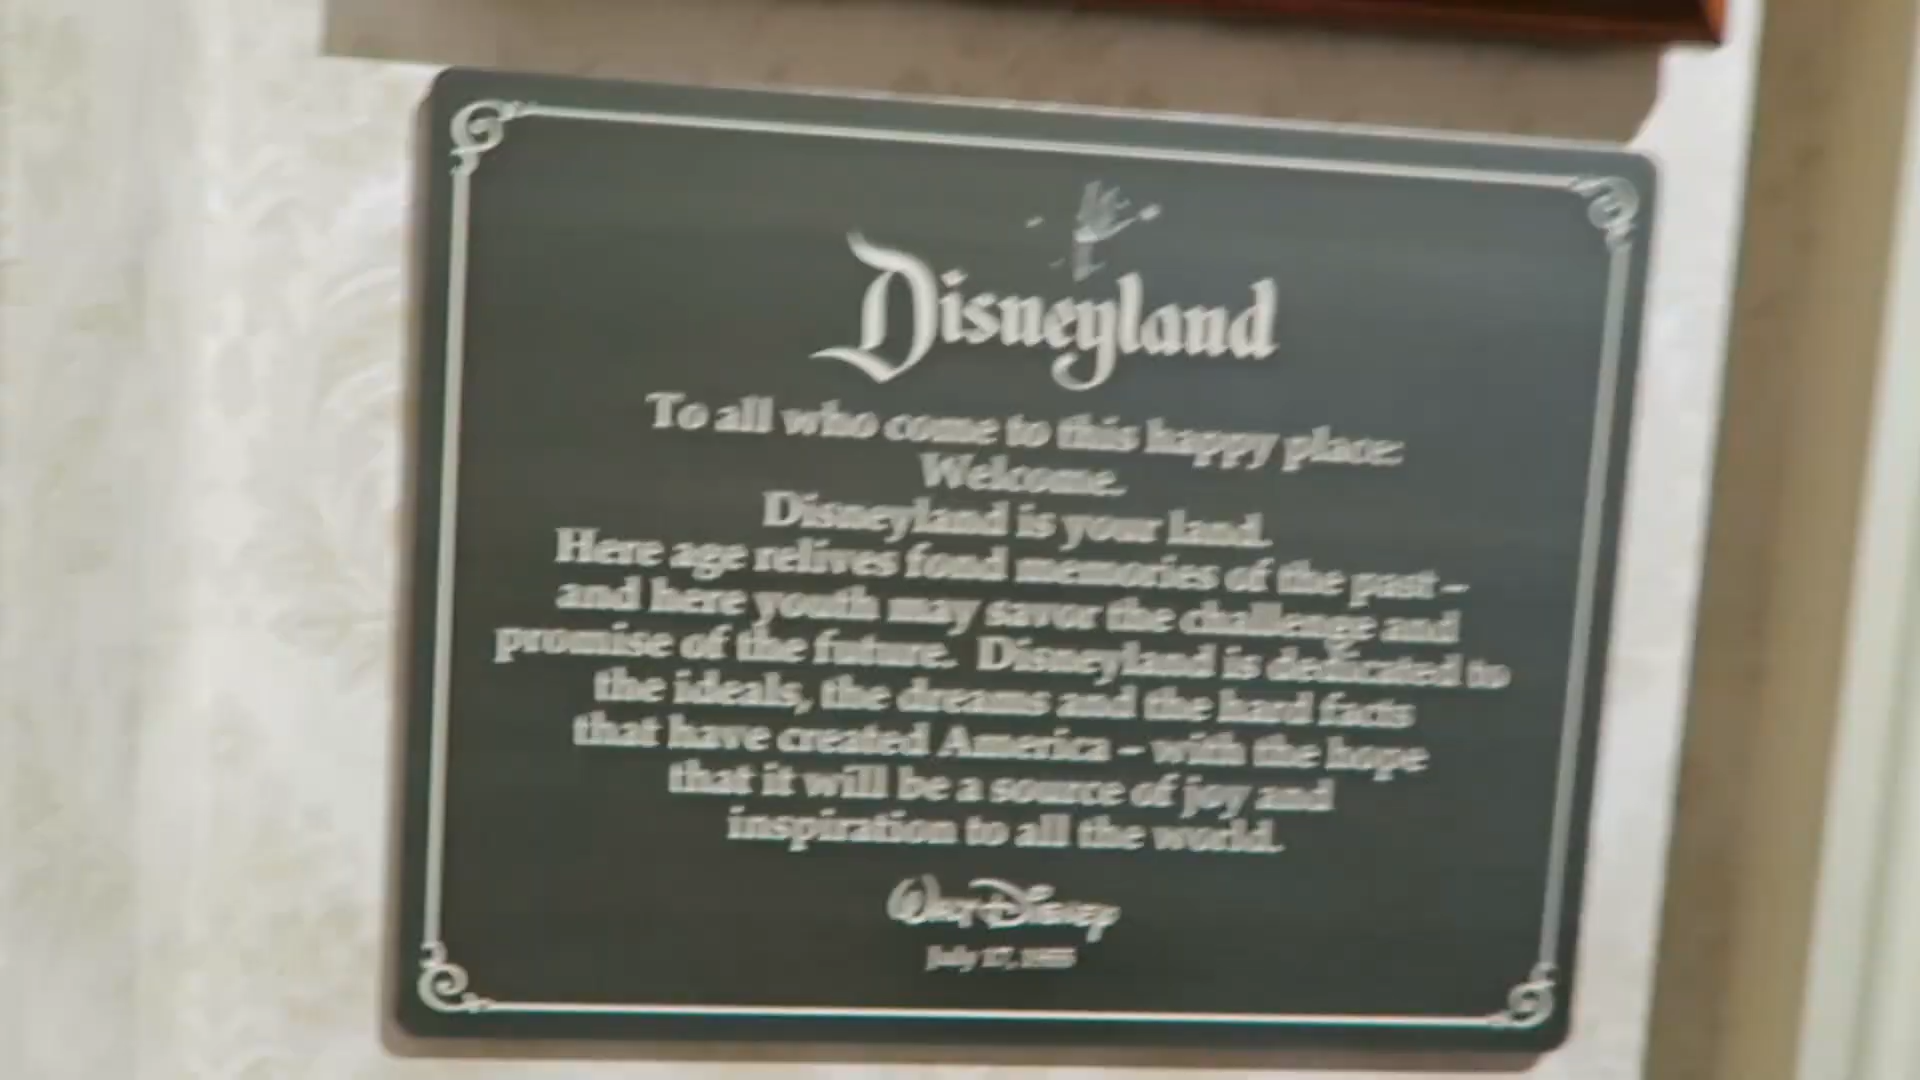 Disneyland
To all who come to this happy place:
Welcome.
Disneyland is your land.
Here age relives fond memories of the past –
and here youth may savor the challenge and
promise of the future. Disneyland is dedicated to
the ideals, the dreams and the hard facts
that have created America – with the hope
that it will be a source of joy and
inspiration to all the world.
Walt Disney
July 17, 1955